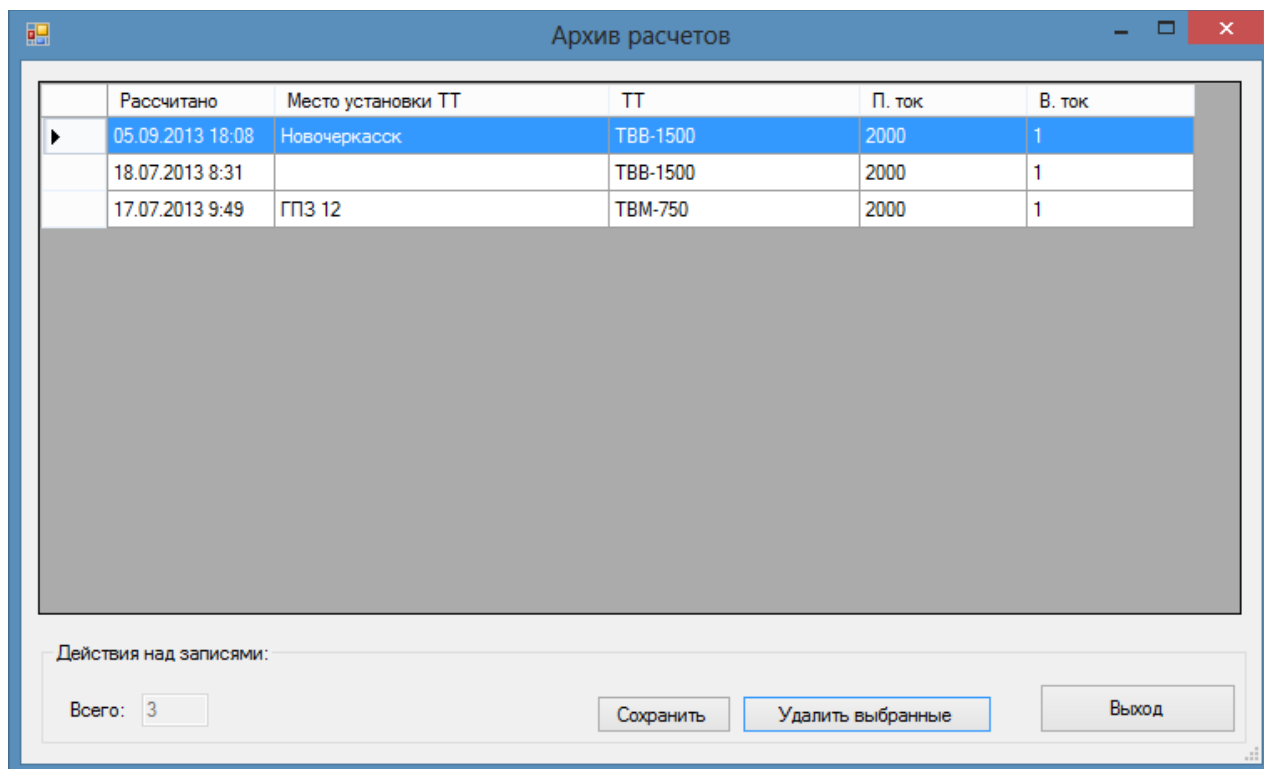 Архив расчетов
Рассчитано Место установки ТТ ТТ П. ток В. ток
05.09.2013 18:08 Новочеркасск ТВВ-1500 2000 1
18.07.2013 8:31 ТВВ-1500 2000 1
17.07.2013 9:49 ГПЗ 12 ТВМ-750 2000 1
Действия над записями:
Всего: 3 Сохранить Удалить выбранные Выход